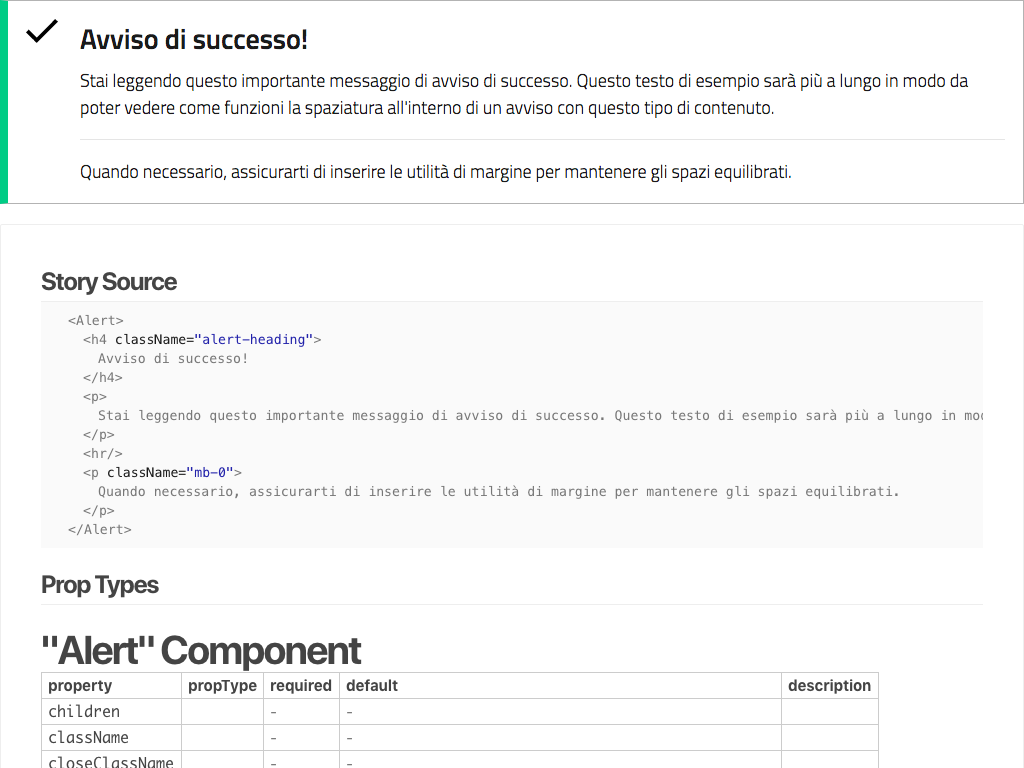 Avviso di successo!
Stai leggendo questo importante messaggio di avviso di successo. Questo testo di esempio sarà più a lungo in modo da
poter vedere come funzioni la spaziatura all'interno di un avviso con questo tipo di contenuto.
Quando necessario, assicurarti di inserire le utilità di margine per mantenere gli spazi equilibrati.
Story Source
<Alert>
<h4 className="alert-heading">
Avviso di successo!
</h4>
<p>
Stai leggendo questo importante messaggio di avviso di successo. Questo testo di esempio sarà più a lungo in
</p>
<hr/>
<p className="mb-0">
Quando necessario, assicurarti di inserire le utilità di margine per mantenere gli spazi equilibrati.
</p>
</Alert>
Prop Types
"Alert" Component
property propType required default description
children - -
className - -
closeClassName - -